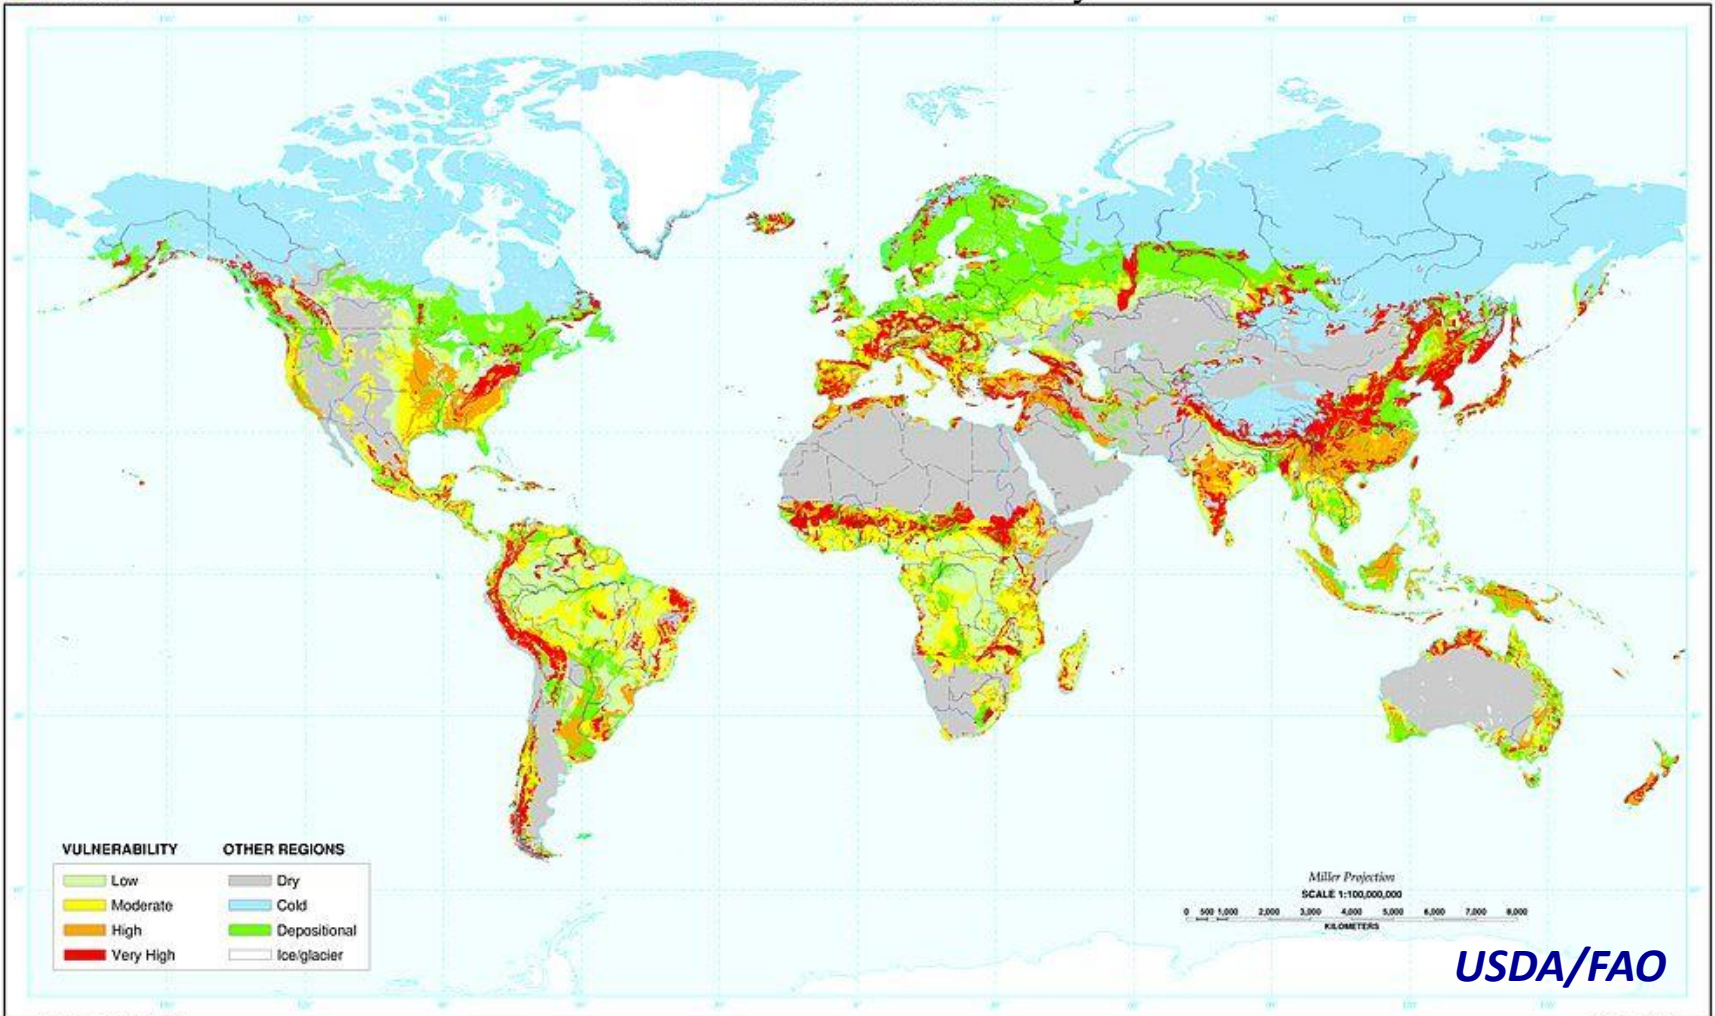 VULNERABILITY OTHER REGIONS
Low Dry
Moderate Cold
High Depositional
Very High Ice/glacier
Miller Projection
SCALE 1:100,000,000
0 500 1,000 2,000 3,000 4,000 5,000 6,000 7,000 8,000
KILOMETERS
USDA/FAO